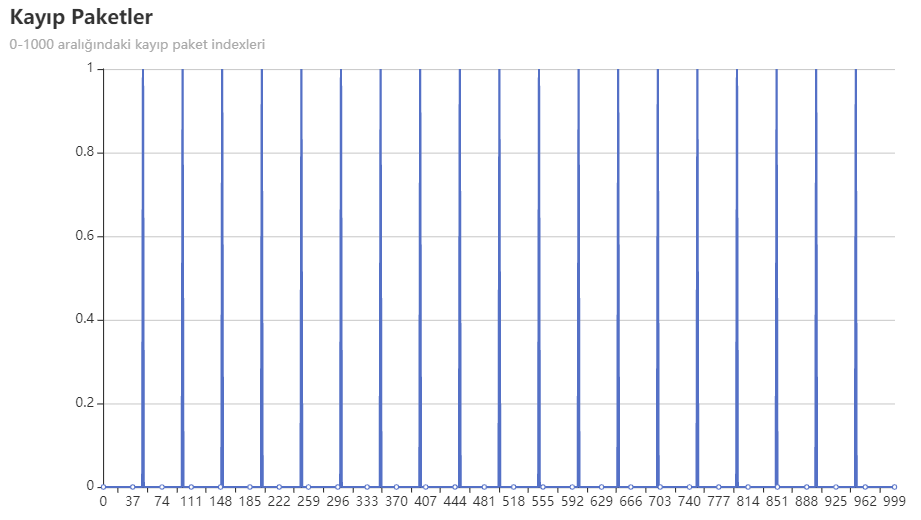 Kayıp Paketler
0-1000 aralığındaki kayıp paket indexleri
1
0.8
0.6
0.4
0.2
0
0 37 74 111 148 185 222 259 296 333 370 407 444 481 518 555 592 629 666 703 740 777 814 851 888 925 962 999